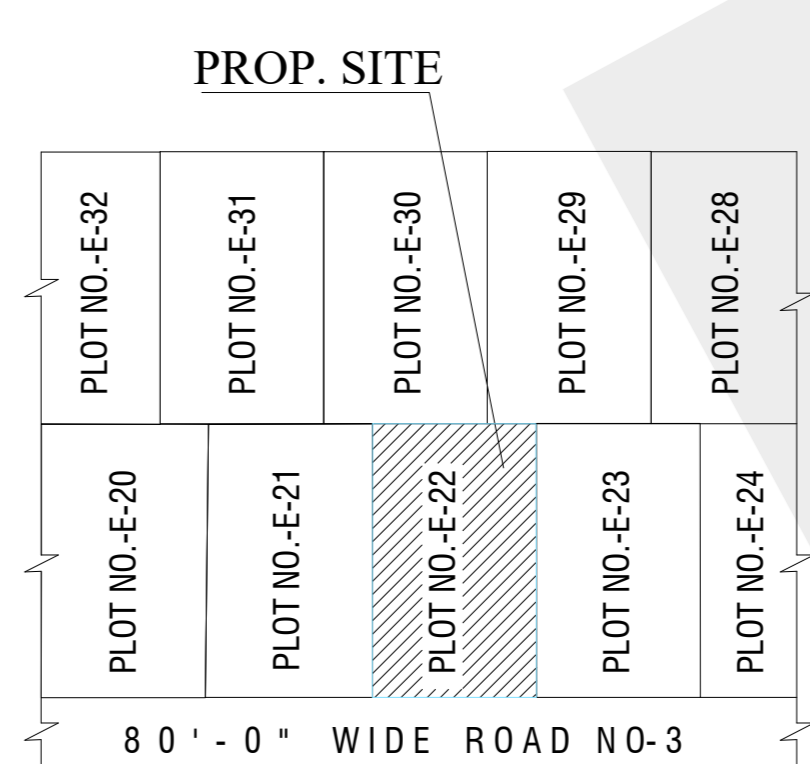 PROP. SITE
PLOT NO.-E-32
PLOT NO.-E-31
PLOT NO.-E-30
PLOT NO.-E-29
PLOT NO.-E-28
PLOT NO.-E-20
PLOT NO.-E-21
PLOT NO.-E-22
PLOT NO.-E-23
PLOT NO.-E-24
80'-0" WIDE ROAD NO-3